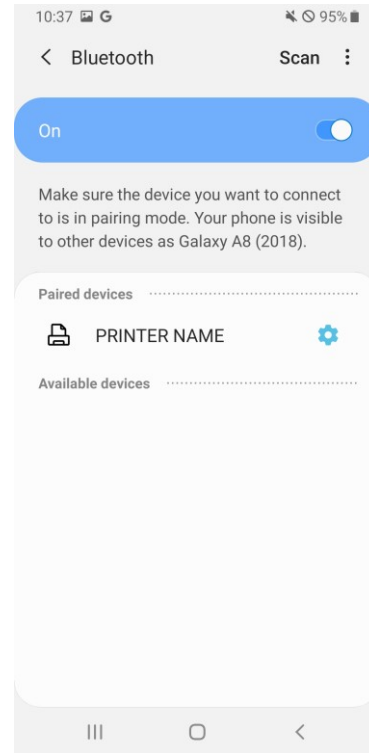 10:37 G 95%
Bluetooth Scan
On
Make sure the device you want to connect
to is in pairing mode. Your phone is visible
to other devices as Galaxy A8 (2018).
Paired devices
PRINTER NAME
Available devices